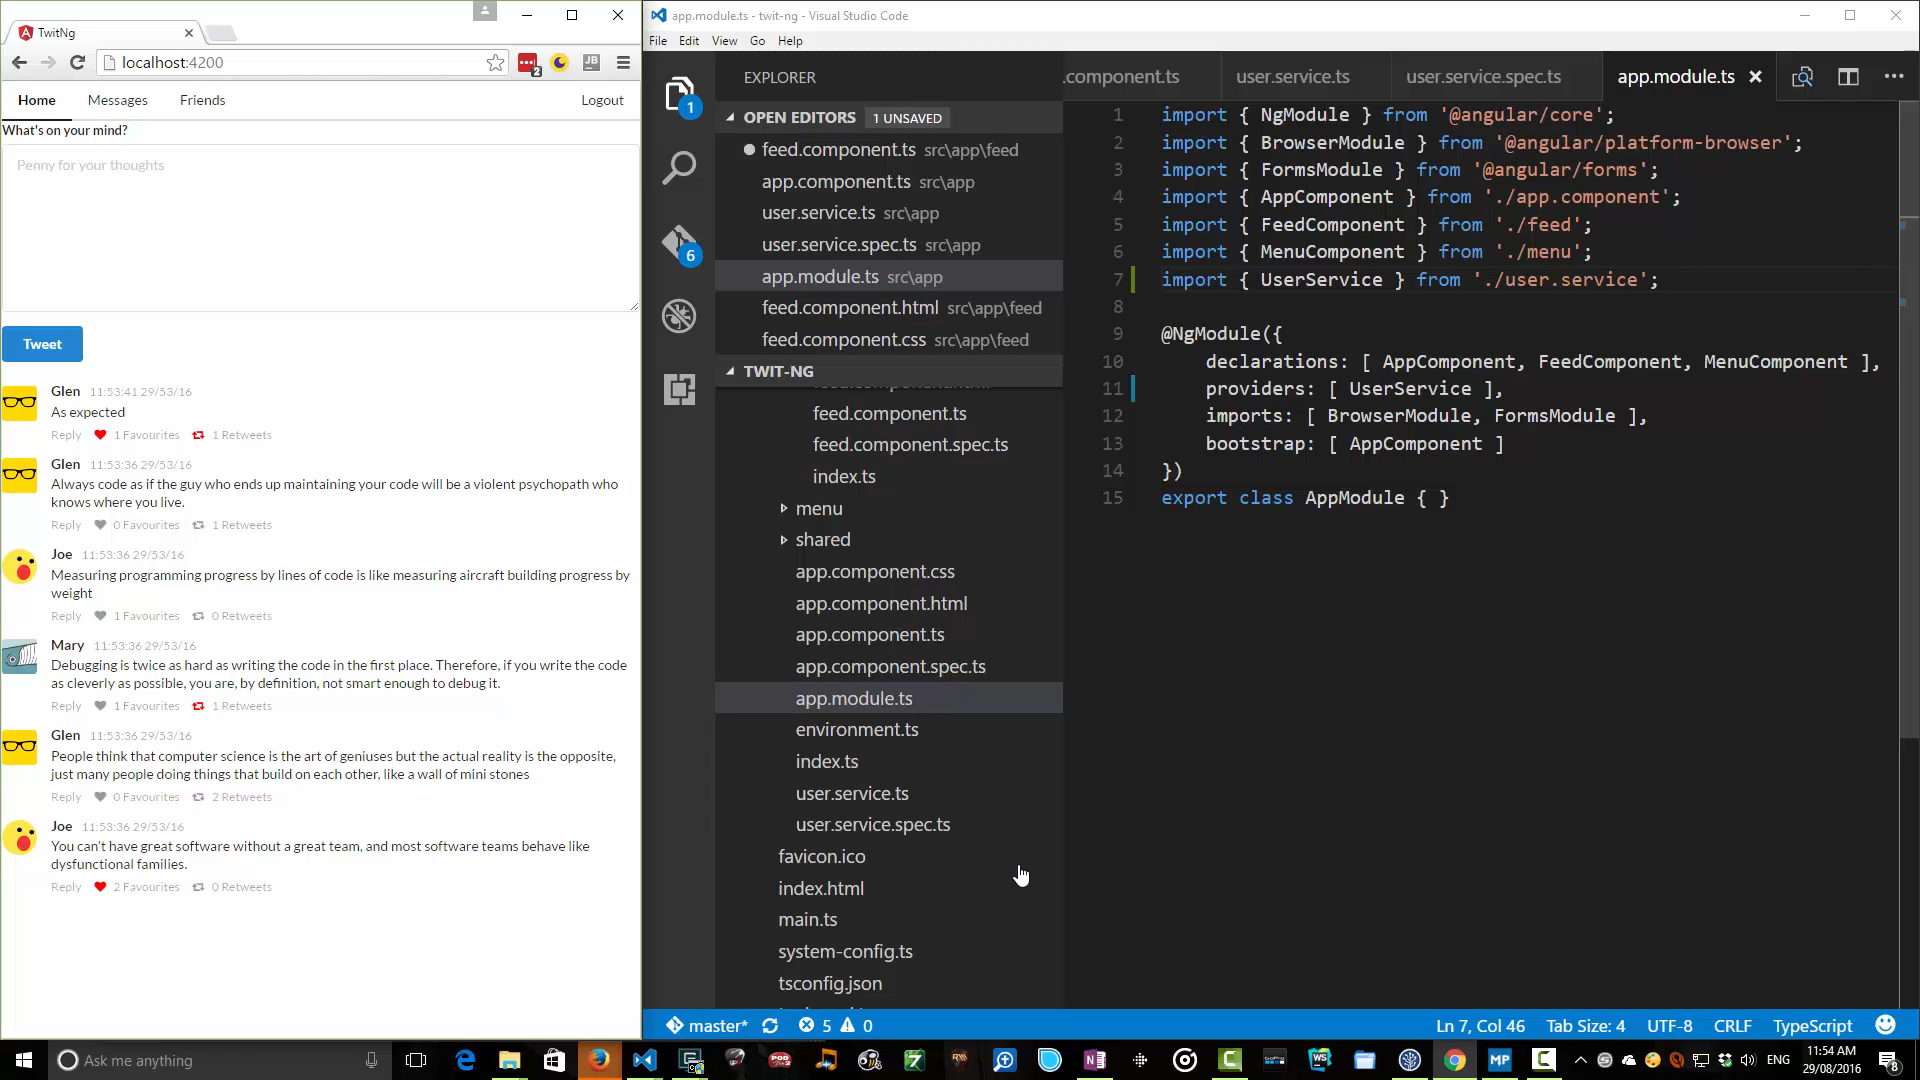 TwitNg
localhost:4200
2
JB
Home
Messages
Friends
Logout
What's on your mind?
Penny for your thoughts
Tweet
Glen 11:53:41 29/53/16
As expected
Reply 1 Favourites 1 Retweets
Glen 11:53:36 29/53/16
Always code as if the guy who ends up maintaining your code will be a violent psychopath who
knows where you live.
Reply 0 Favourites 1 Retweets
Joe 11:53:36 29/53/16
Measuring programming progress by lines of code is like measuring aircraft building progress by
weight
Reply 1 Favourites 0 Retweets
Mary 11:53:36 29/53/16
Debugging is twice as hard as writing the code in the first place. Therefore, if you write the code
as cleverly as possible, you are, by definition, not smart enough to debug it.
Reply 1 Favourites 1 Retweets
Glen 11:53:36 29/53/16
People think that computer science is the art of geniuses but the actual reality is the opposite,
just many people doing things that build on each other, like a wall of mini stones
Reply 0 Favourites 2 Retweets
Joe 11:53:36 29/53/16
You can't have great software without a great team, and most software teams behave like
dysfunctional families.
Reply 2 Favourites 0 Retweets
app.module.ts - twit-ng - Visual Studio Code
File Edit View Go Help
1
6
EXPLORER
OPEN EDITORS 1 UNSAVED
feed.component.ts src\app\feed
app.component.ts src\app
user.service.ts src\app
user.service.spec.ts src\app
app.module.ts src\app
feed.component.html src\app\feed
feed.component.css src\app\feed
TWIT-NG
feed.component.ts
feed.component.spec.ts
index.ts
menu
shared
app.component.css
app.component.html
app.component.ts
app.component.spec.ts
app.module.ts
environment.ts
index.ts
user.service.ts
user.service.spec.ts
favicon.ico
index.html
main.ts
system-config.ts
tsconfig.json
.component.ts user.service.ts user.service.spec.ts app.module.ts
1 import { NgModule } from '@angular/core';
2 import { BrowserModule } from '@angular/platform-browser';
3 import { FormsModule } from '@angular/forms';
4 import { AppComponent } from './app.component';
5 import { FeedComponent } from './feed';
6 import { MenuComponent } from './menu';
7 import { UserService } from './user.service';
8
9 @NgModule({
10 declarations: [ AppComponent, FeedComponent, MenuComponent ],
11 providers: [ UserService ],
12 imports: [ BrowserModule, FormsModule ],
13 bootstrap: [ AppComponent ]
14 })
15 export class AppModule { }
master* 5 0
Ln 7, Col 46 Tab Size: 4 UTF-8 CRLF TypeScript
Ask me anything
ENG
11:54 AM
29/08/2016
8